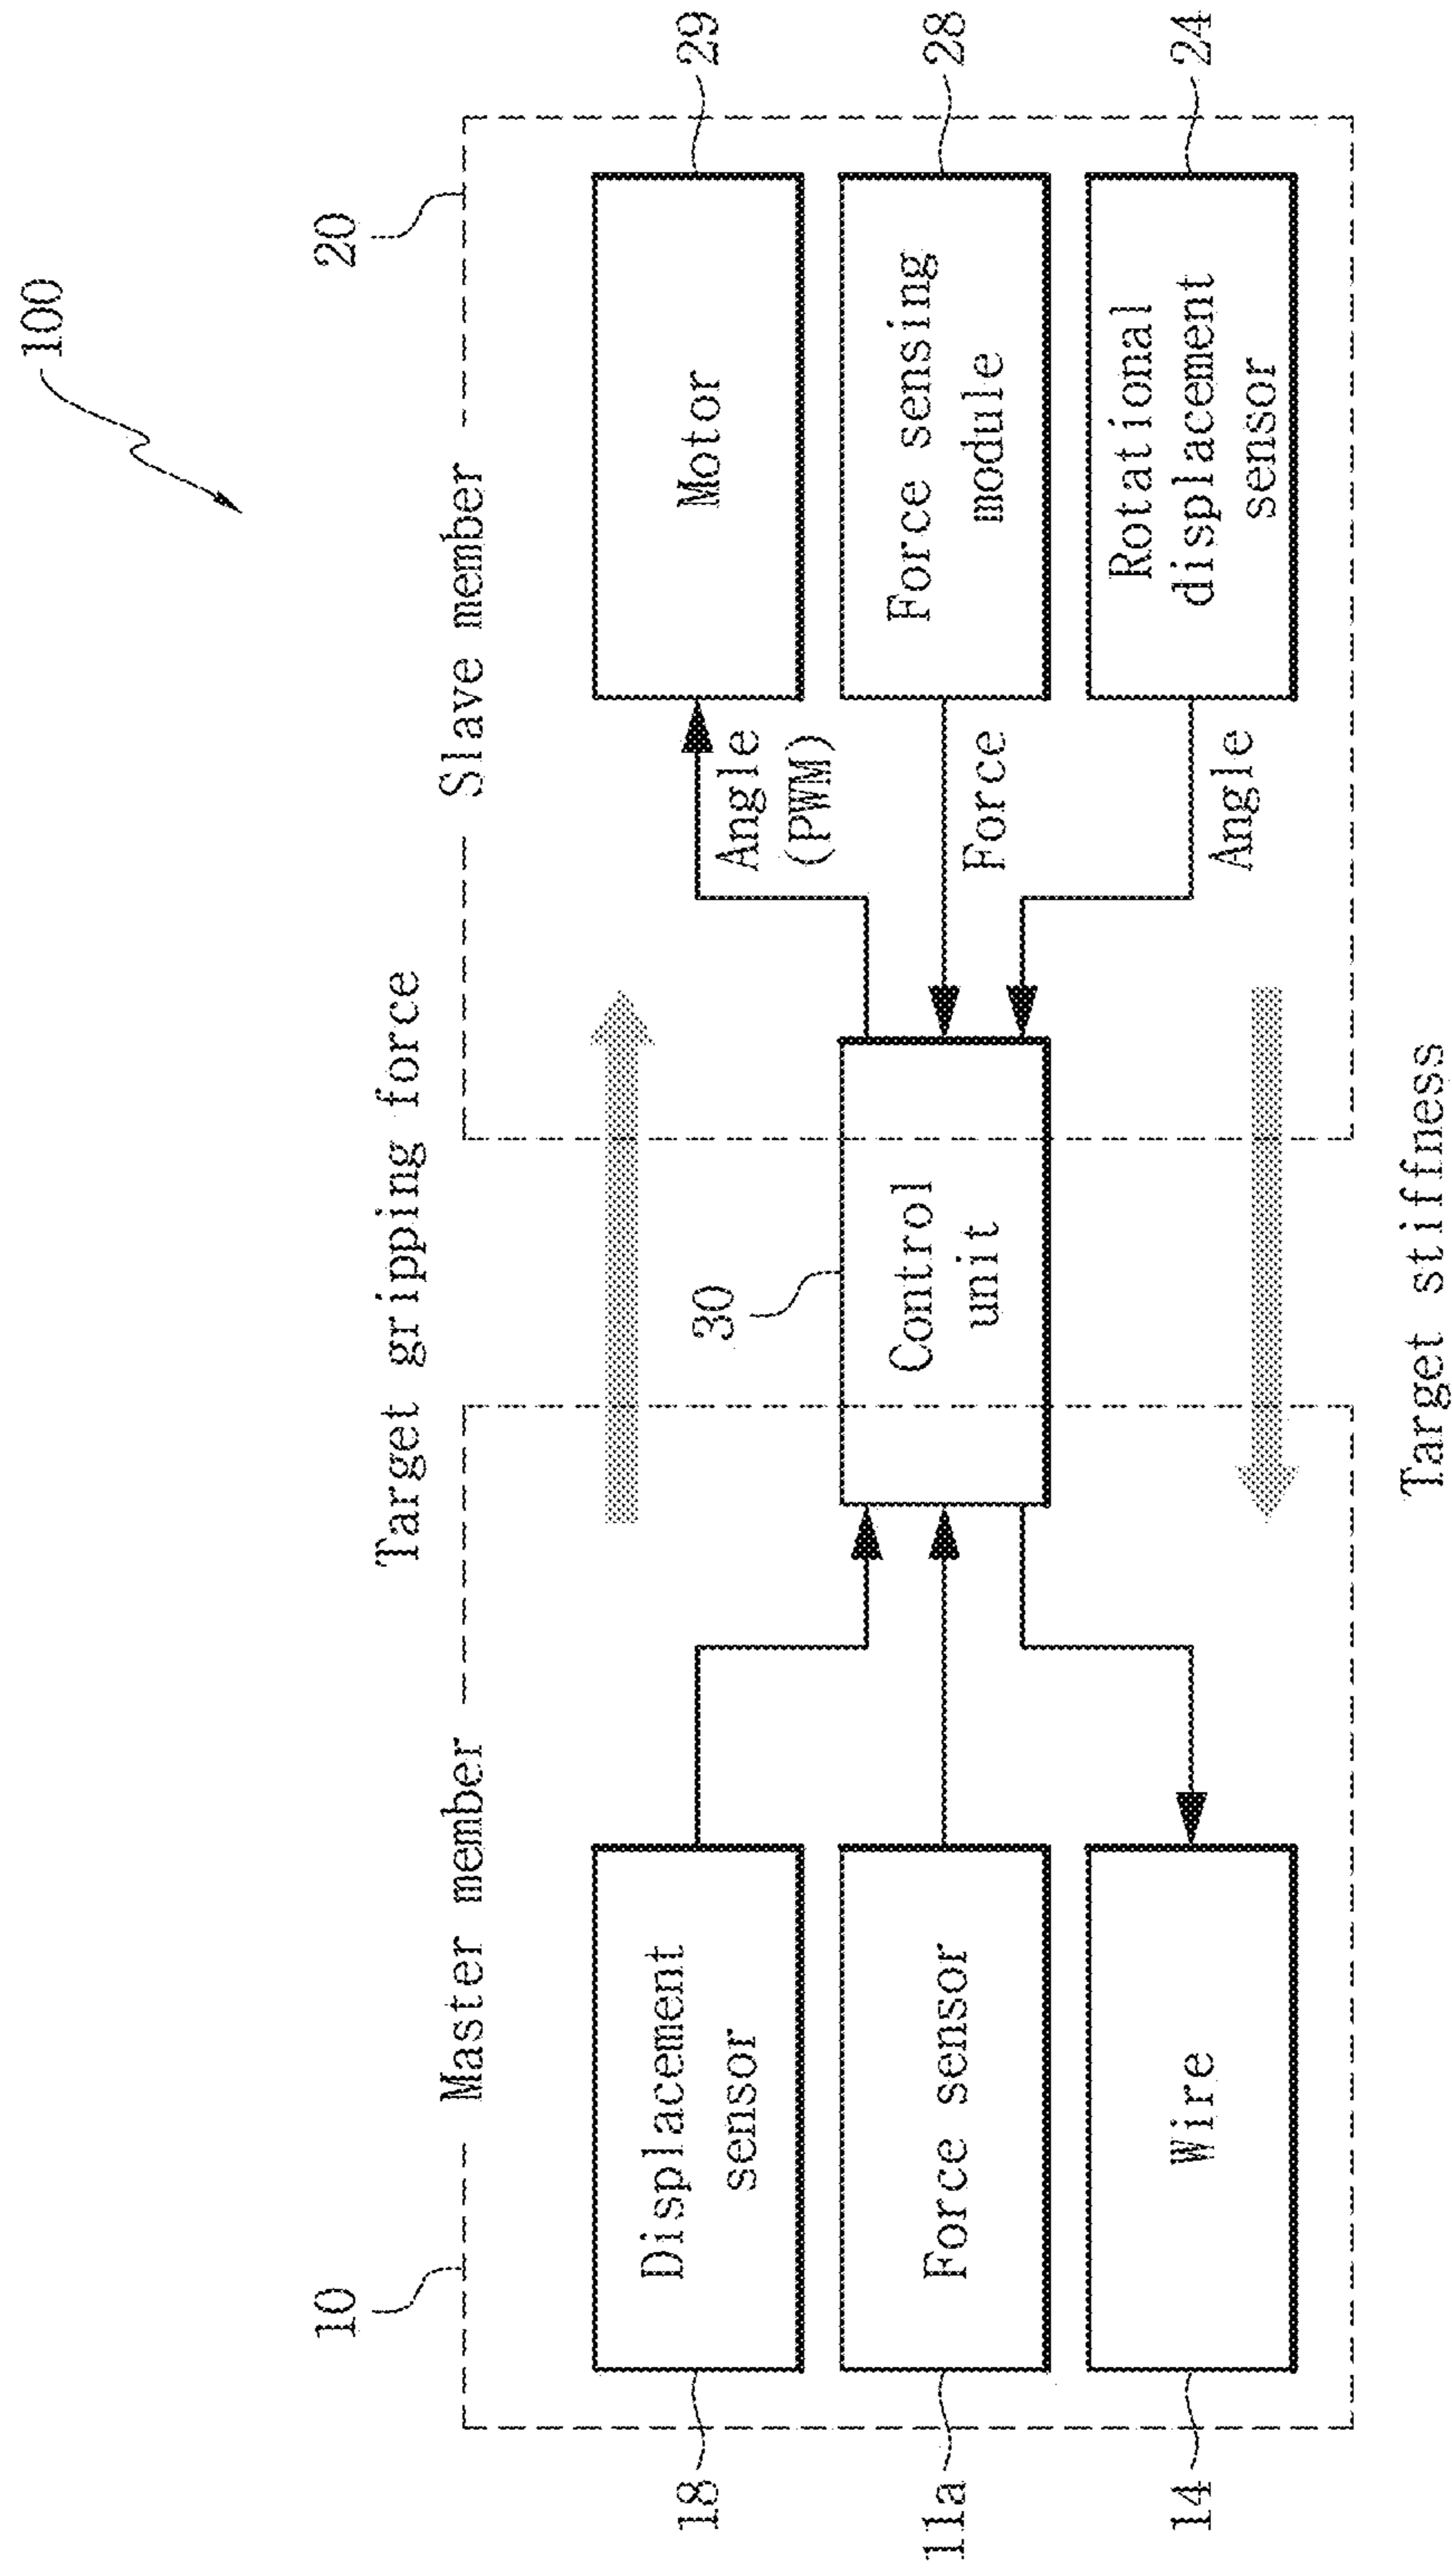 100
Target gripping force
10
Master member
Slave member
20
18
Displacement
sensor
11a
Force sensor
14
Wire
30
Control
unit
Angle
(PWM)
Force
Angle
Motor
29
Force sensing
module
28
Rotational
displacement
sensor
24
Target stiffness